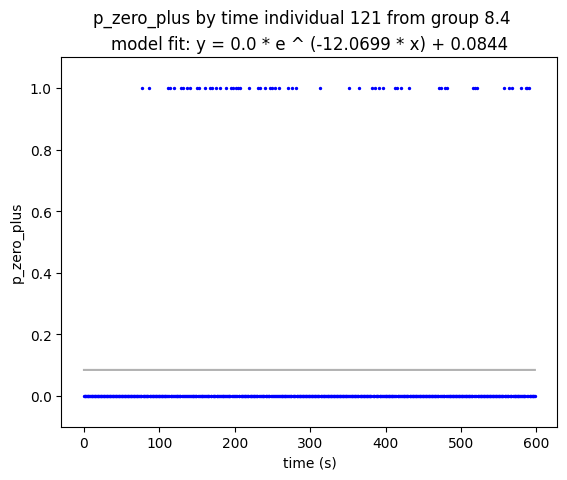 p_zero_plus by time individual 121 from group 8.4
model fit: y = 0.0 * e ^ (-12.0699 * x) + 0.0844
1.0
0.8
0.6
0.4
0.2
0.0
p_zero_plus
0 100 200 300 400 500 600
time (s)